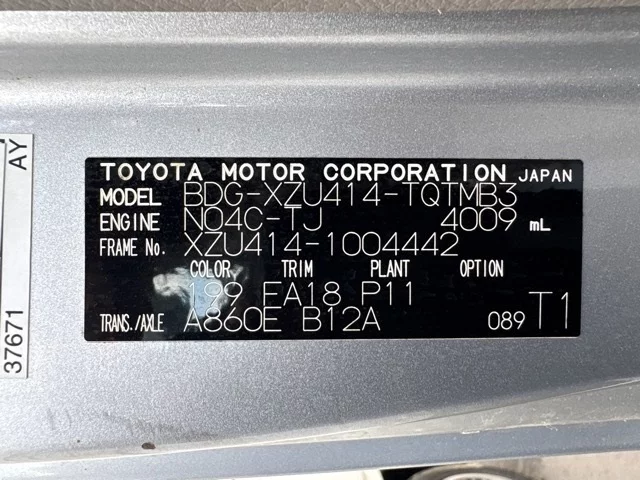 TOYOTA MOTOR CORPORATION JAPAN
MODEL BDG-XZU414-TQTMB3
ENGINE N04C-TJ 4009 mL
FRAME No. XZU414-1004442
COLOR TRIM PLANT OPTION
199 EA18 P11
TRANS./AXLE A860E B12A 089 T1
37671 AY